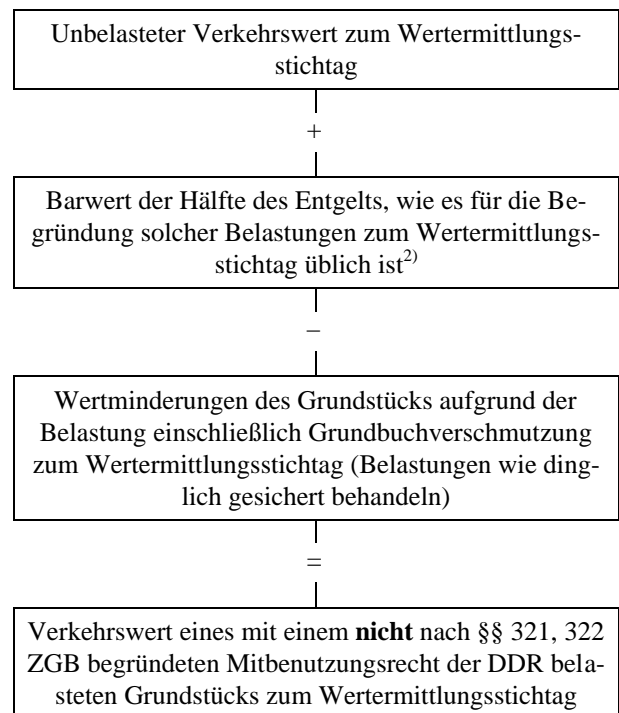 Unbelasteter Verkehrswert zum Wertermittlungs-
stichtag
+
Barwert der Hälfte des Entgelts, wie es für die Be-
gründung solcher Belastungen zum Wertermittlungs-
stichtag üblich ist²⁾
–
Wertminderungen des Grundstücks aufgrund der
Belastung einschließlich Grundbuchverschmutzung
zum Wertermittlungsstichtag (Belastungen wie ding-
lich gesichert behandeln)
=
Verkehrswert eines mit einem nicht nach §§ 321, 322
ZGB begründeten Mitbenutzungsrecht der DDR bela-
steten Grundstücks zum Wertermittlungsstichtag